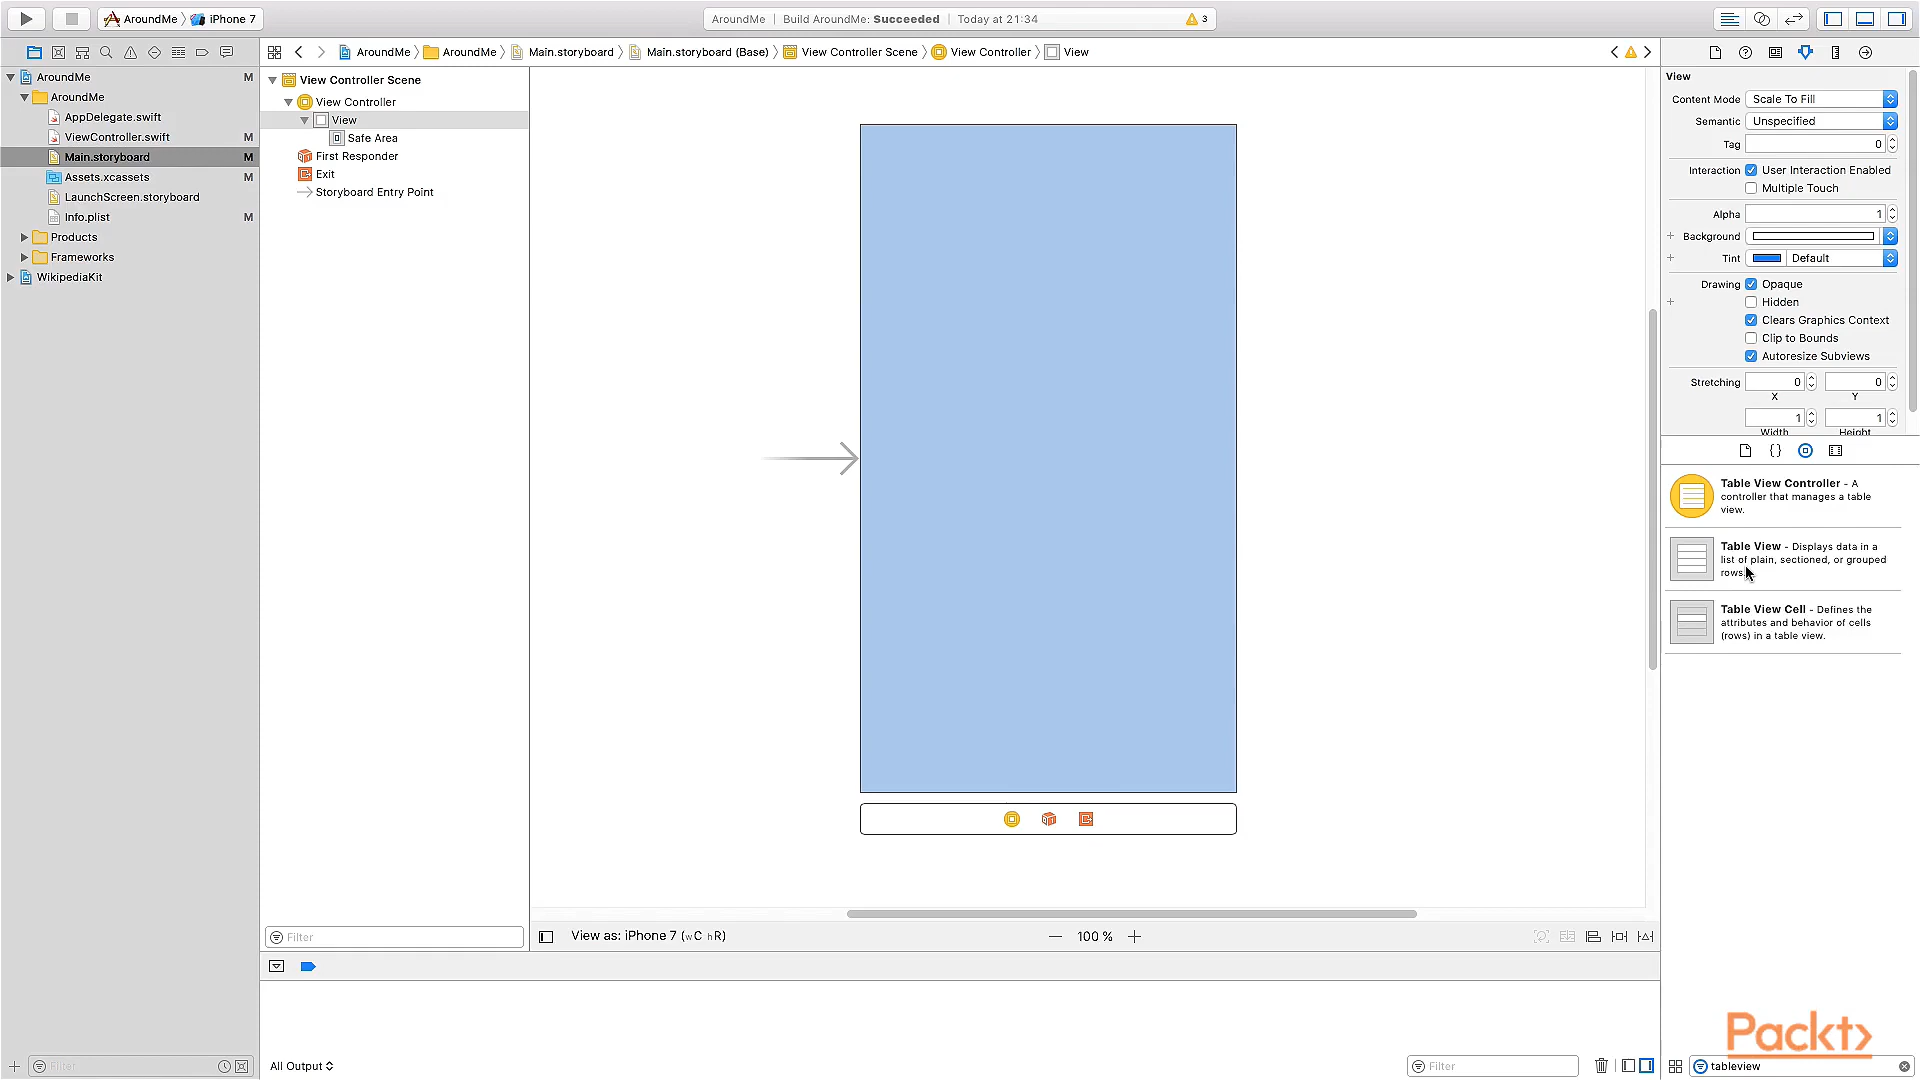 AroundMe iPhone 7
AroundMe Build AroundMe: Succeeded Today at 21:34 3
AroundMe AroundMe Main.storyboard Main.storyboard (Base) View Controller Scene View Controller View
AroundMe M
AroundMe
AppDelegate.swift
ViewController.swift M
Main.storyboard M
Assets.xcassets M
LaunchScreen.storyboard
Info.plist M
Products
Frameworks
WikipediaKit
Filter
View Controller Scene
View Controller
View
Safe Area
First Responder
Exit
Storyboard Entry Point
Filter
View as: iPhone 7 (wC hR)
100 %
All Output
Filter
View
Content Mode Scale To Fill
Semantic Unspecified
Tag 0
Interaction User Interaction Enabled
Multiple Touch
Alpha 1
Background
Tint Default
Drawing Opaque
Hidden
Clears Graphics Context
Clip to Bounds
Autoresize Subviews
Stretching 0 0
X Y
1 1
Width Height
{}
Table View Controller - A
controller that manages a table
view.
Table View - Displays data in a
list of plain, sectioned, or grouped
rows.
Table View Cell - Defines the
attributes and behavior of cells
(rows) in a table view.
Packt
tableview